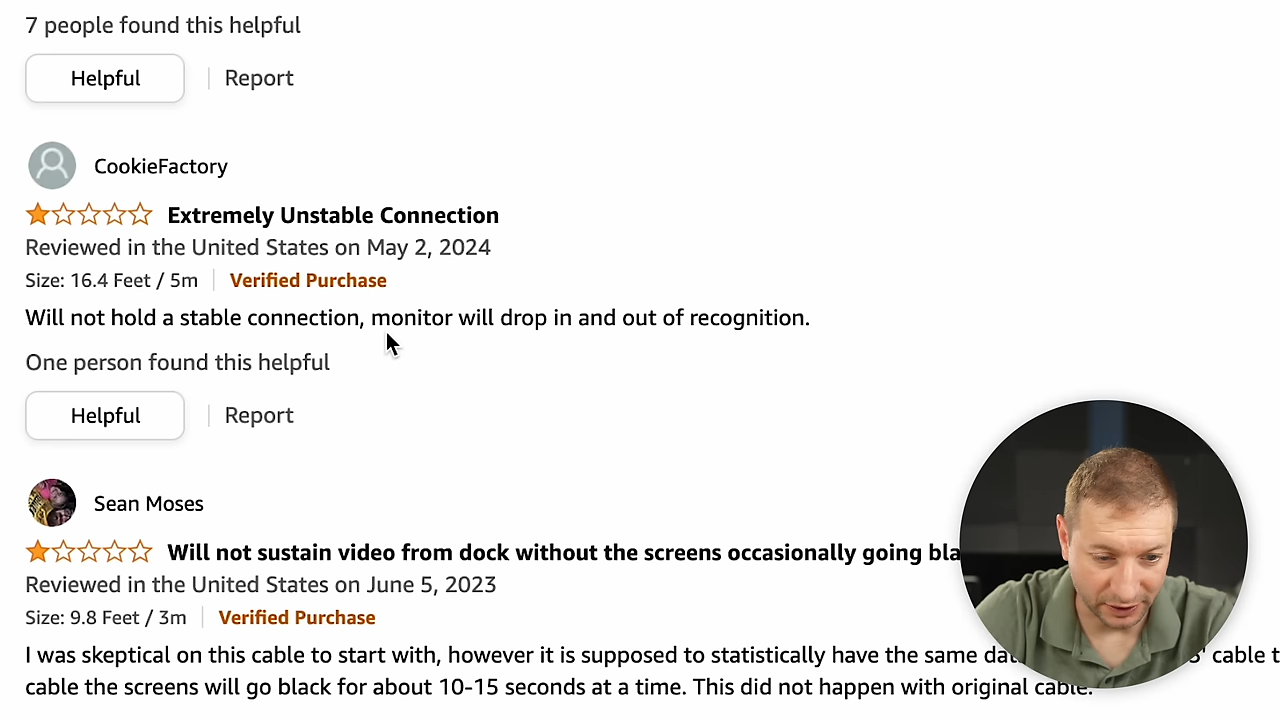 7 people found this helpful
Helpful | Report
CookieFactory
Extremely Unstable Connection
Reviewed in the United States on May 2, 2024
Size: 16.4 Feet / 5m | Verified Purchase
Will not hold a stable connection, monitor will drop in and out of recognition.
One person found this helpful
Helpful | Report
Sean Moses
Will not sustain video from dock without the screens occasionally going bla
Reviewed in the United States on June 5, 2023
Size: 9.8 Feet / 3m | Verified Purchase
I was skeptical on this cable to start with, however it is supposed to statistically have the same cable
cable the screens will go black for about 10-15 seconds at a time. This did not happen with original cable.